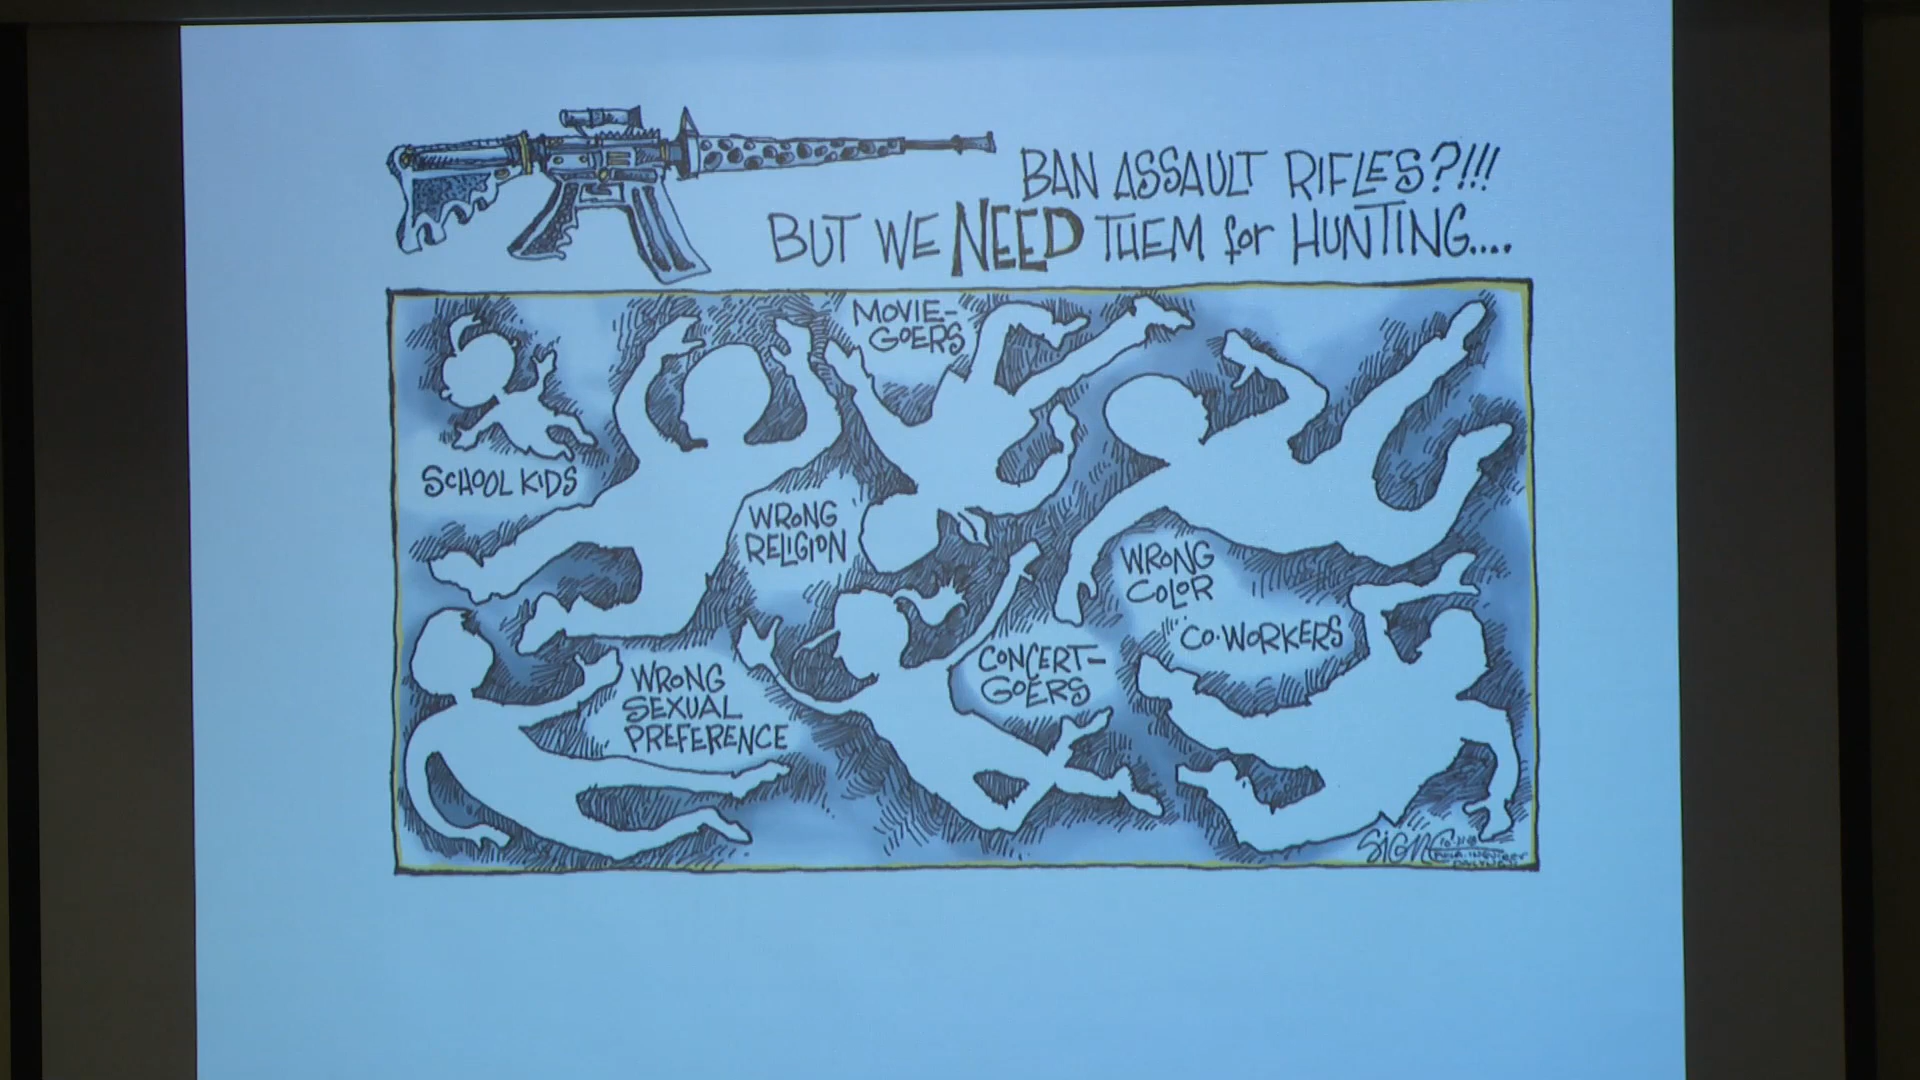 BAN ASSAULT RIFLES?!!!
BUT WE NEED THEM for HUNTING....
MOVIE-
GOERS
SCHOOL KIDS
WRONG
RELIGION
WRONG
COLOR
CO-WORKERS
WRONG
SEXUAL
PREFERENCE
CONCERT-
GOERS
SIGNE